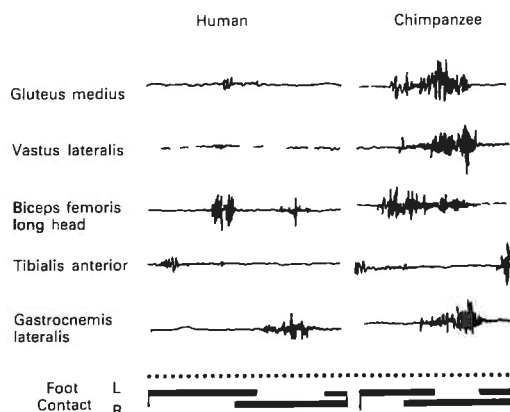 Human
Chimpanzee
Gluteus medius
Vastus lateralis
Biceps femoris
long head
Tibialis anterior
Gastrocnemis
lateralis
Foot L
Contact R